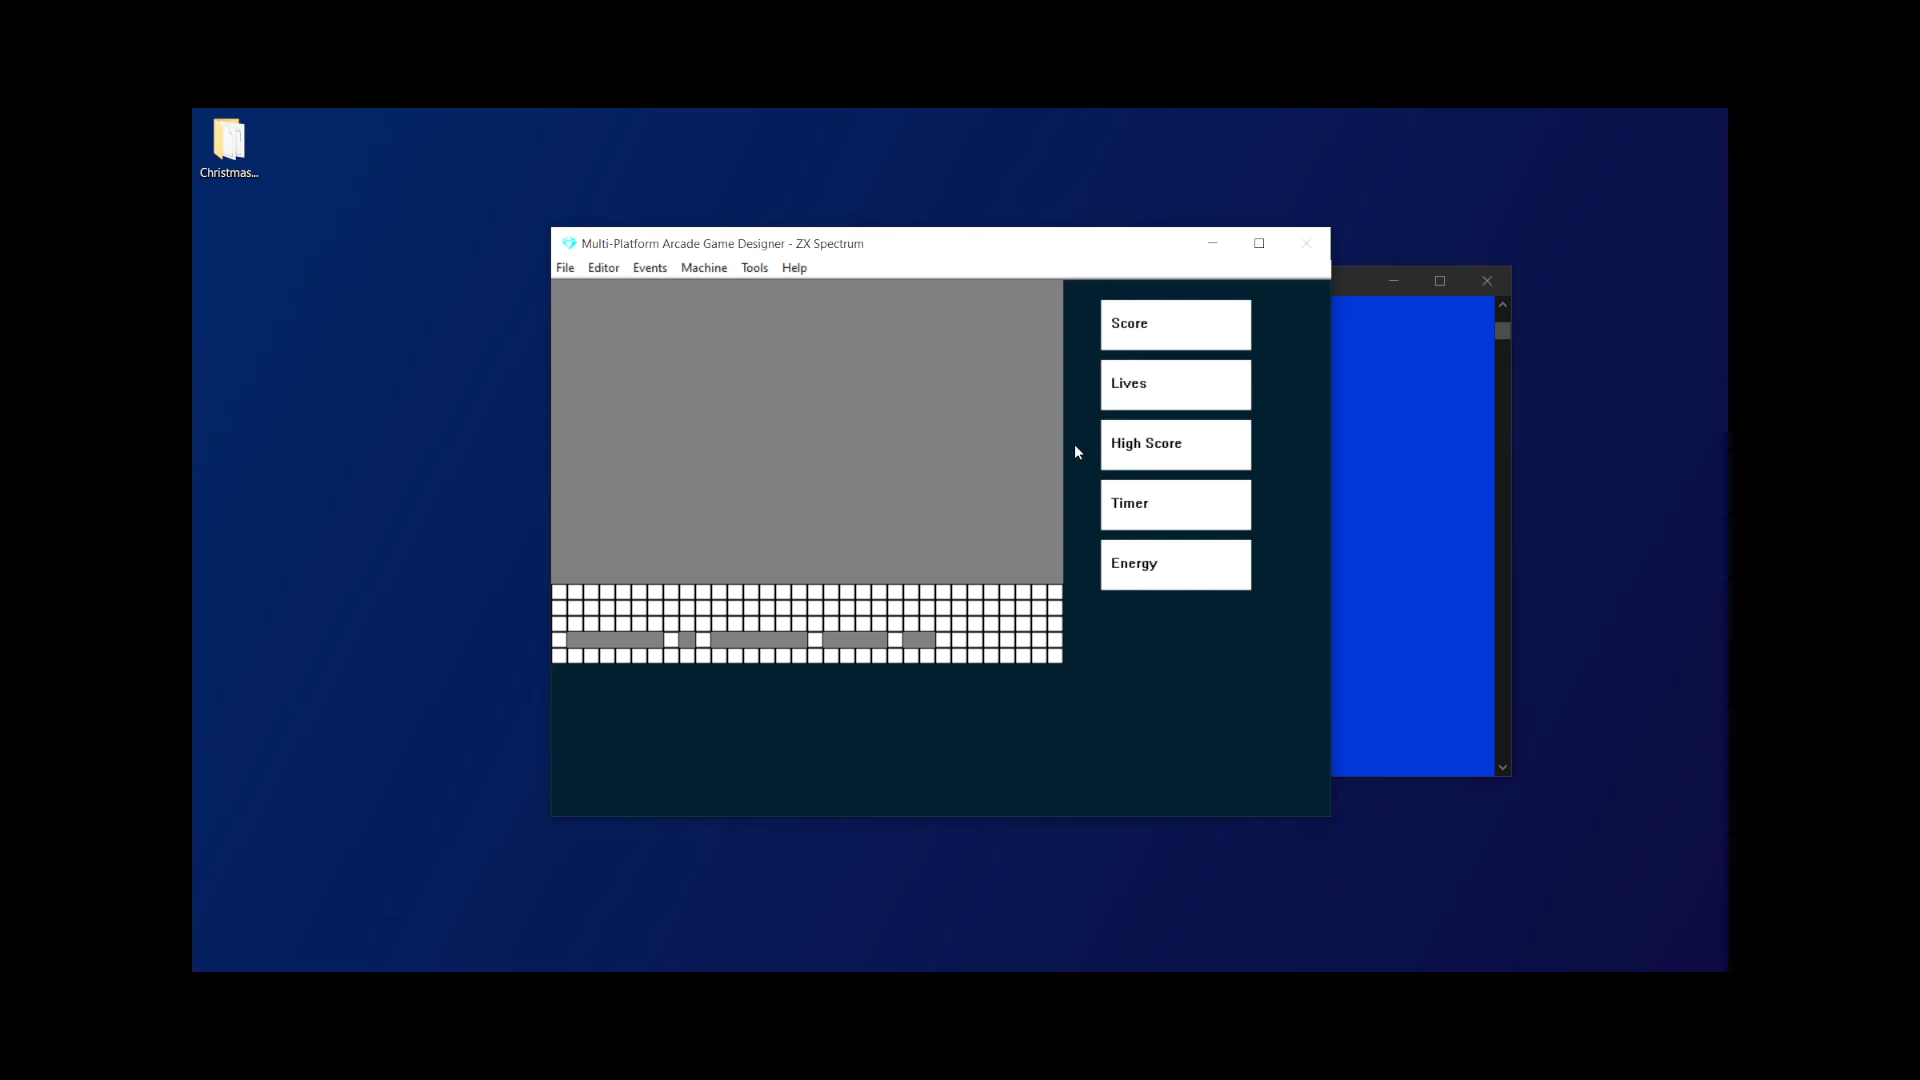 Christmas...
Multi-Platform Arcade Game Designer - ZX Spectrum
File Editor Events Machine Tools Help
Score
Lives
High Score
Timer
Energy